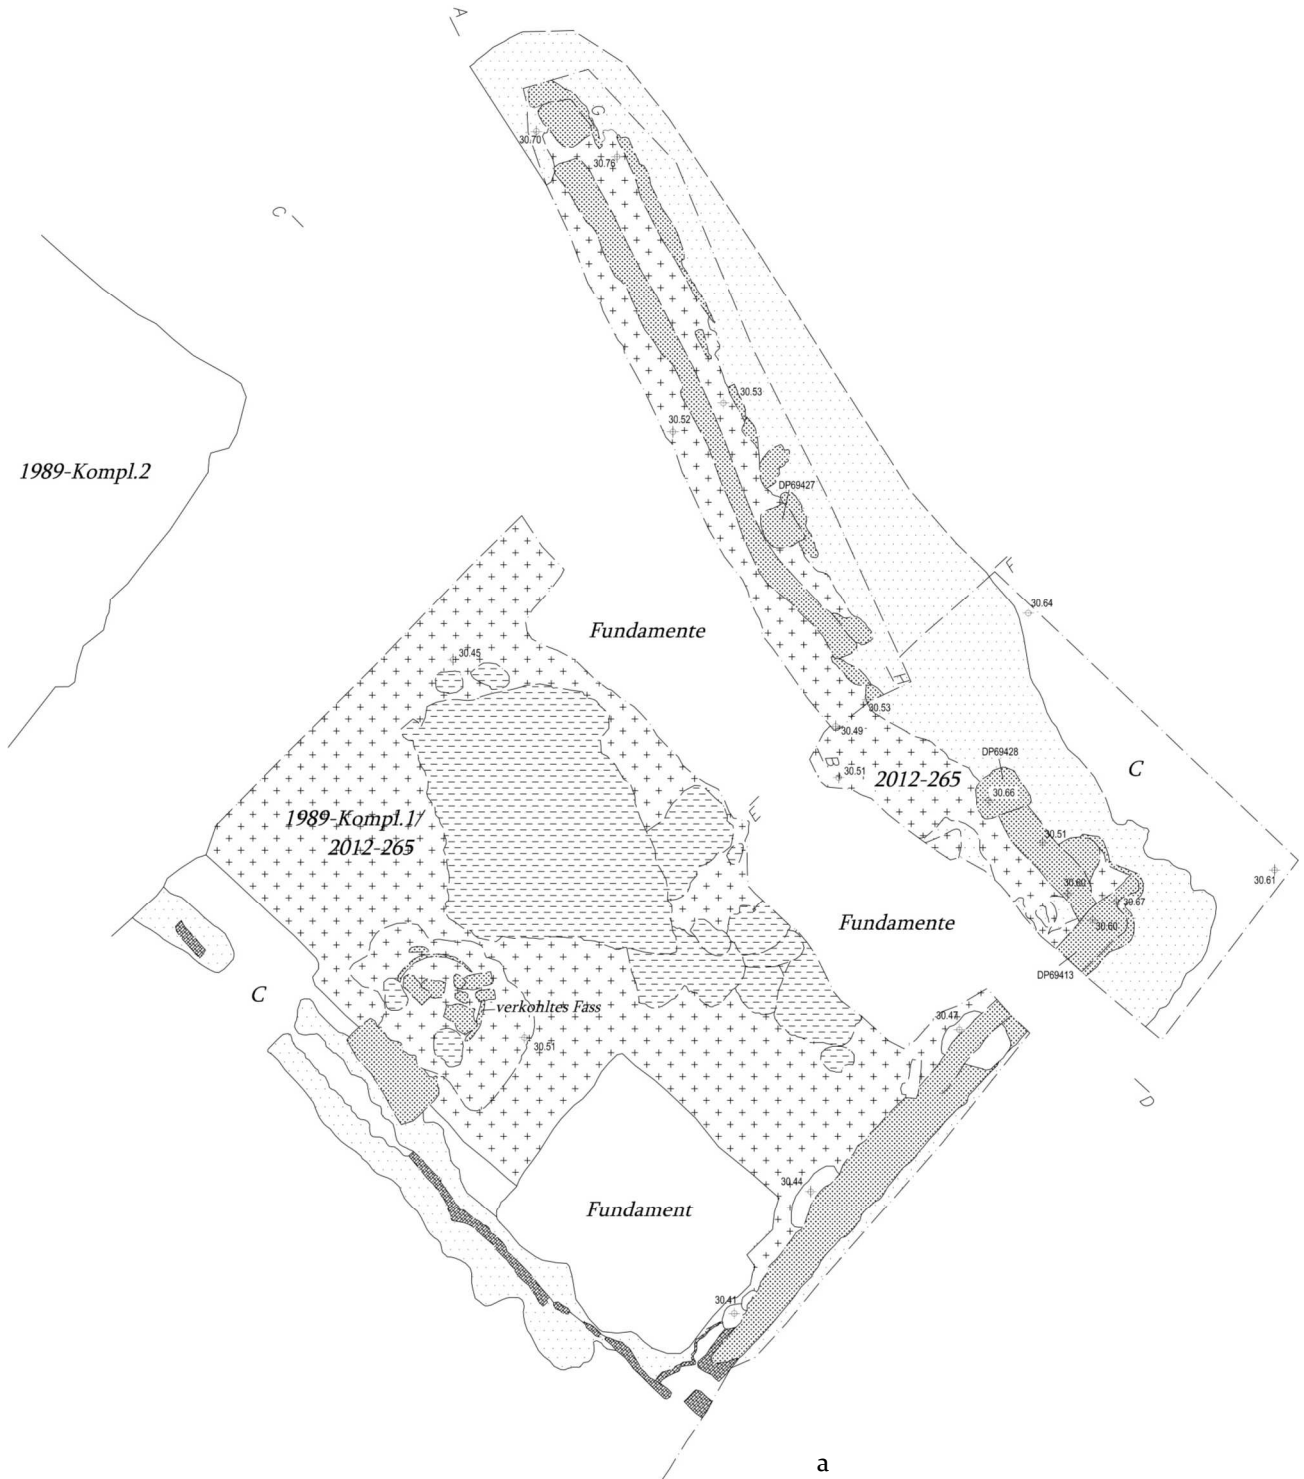 A
G
30.70
30.76
C
30.53
30.52
1989-Kompl.2
DP69427
F
30.64
Fundamente
30.45
H
30.53
30.49
B
30.51
2012-265
DP69428
C
30.66
1989-Kompl.1/
2012-265
E
30.51
30.60
30.61
30.67
Fundamente
30.60
DP69413
C
verkohltes Fass
30.47
30.51
D
30.44
Fundament
30.41
a